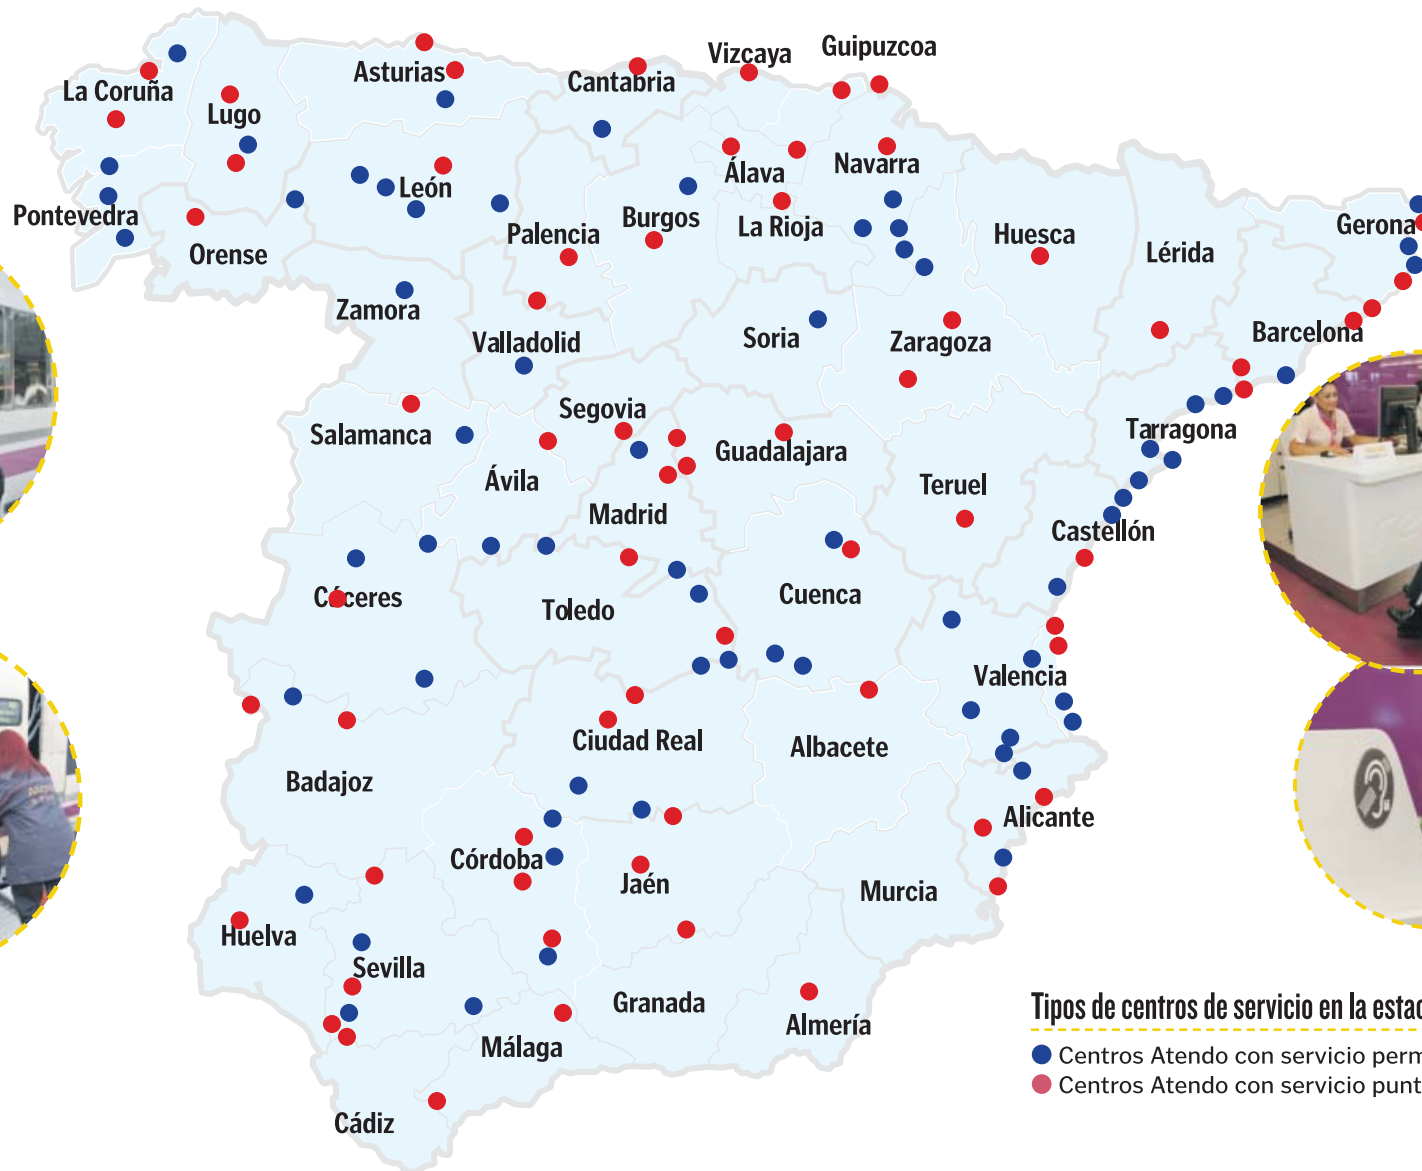 Vizcaya
Guipuzcoa
Asturias
Cantabria
La Coruña
Lugo
Álava
Navarra
León
Pontevedra
Burgos
La Rioja
Gerona
Palencia
Huesca
Orense
Lérida
Zamora
Soria
Barcelona
Valladolid
Zaragoza
Segovia
Salamanca
Tarragona
Guadalajara
Ávila
Teruel
Madrid
Castellón
Cáceres
Cuenca
Toledo
Valencia
Ciudad Real
Albacete
Badajoz
Alicante
Córdoba
Jaén
Murcia
Huelva
Sevilla
Granada
Almería
Málaga
Cádiz
Tipos de centros de servicio en la estac
Centros Atendo con servicio perm
Centros Atendo con servicio punt